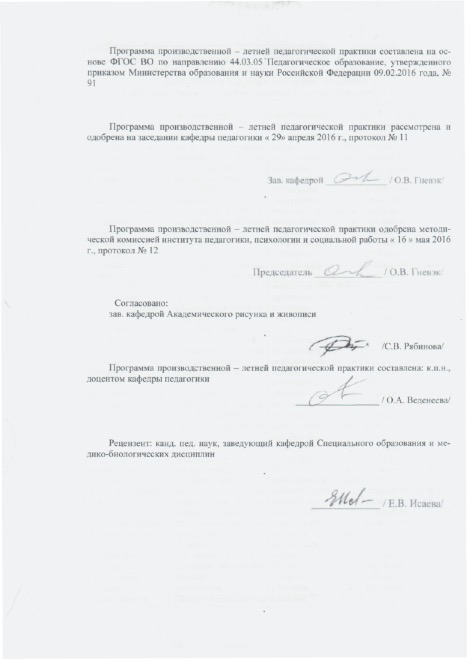 Программа производственной – летней педагогической практики составлена на ос-
нове ФГОС ВО по направлению 44.03.05 Педагогическое образование, утвержденного
приказом Министерства образования и науки Российской Федерации 09.02.2016 года, №
91
Программа производственной – летней педагогической практики рассмотрена и
одобрена на заседании кафедры педагогики « 29» апреля 2016 г., протокол № 11
Зав. кафедрой / О.В. Гневэк/
Программа производственной – летней педагогической практики одобрена методи-
ческой комиссией института педагогики, психологии и социальной работы « 16 » мая 2016
г., протокол № 12
Председатель / О.В. Гневэк/
Согласовано:
зав. кафедрой Академического рисунка и живописи
/С.В. Рябинова/
Программа производственной – летней педагогической практики составлена: к.п.н.,
доцентом кафедры педагогики
/ О.А. Веденеева/
Рецензент: канд. пед. наук, заведующий кафедрой Специального образования и ме-
дико-биологических дисциплин
/ Е.В. Исаева/